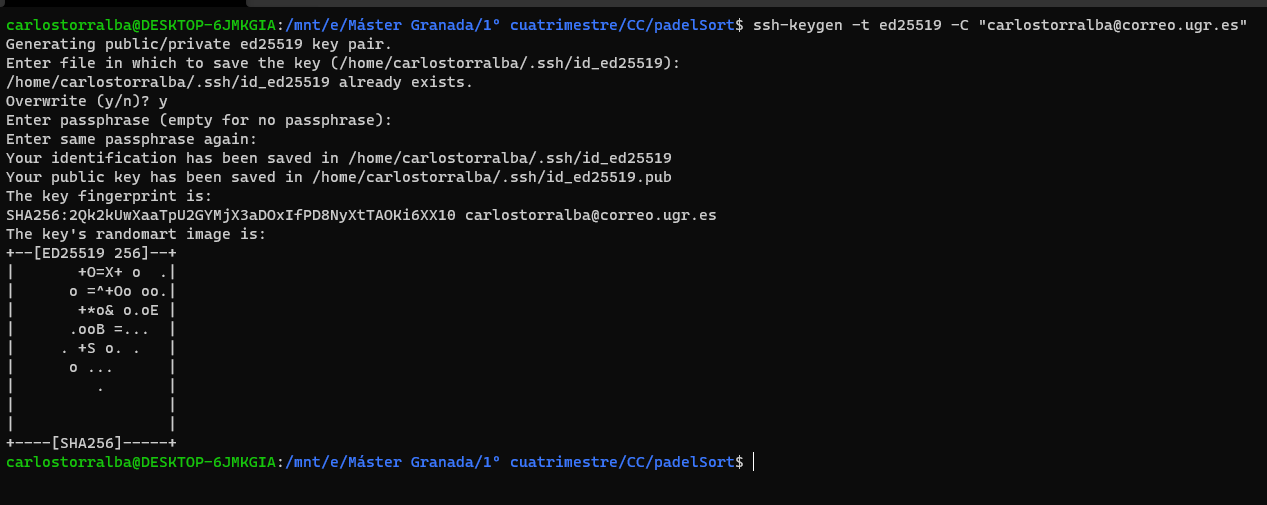 carlostorralba@DESKTOP-6JMKGIA:/mnt/e/Máster Granada/1º cuatrimestre/CC/padelSort$ ssh-keygen -t ed25519 -C "carlostorralba@correo.ugr.es"
Generating public/private ed25519 key pair.
Enter file in which to save the key (/home/carlostorralba/.ssh/id_ed25519):
/home/carlostorralba/.ssh/id_ed25519 already exists.
Overwrite (y/n)? y
Enter passphrase (empty for no passphrase):
Enter same passphrase again:
Your identification has been saved in /home/carlostorralba/.ssh/id_ed25519
Your public key has been saved in /home/carlostorralba/.ssh/id_ed25519.pub
The key fingerprint is:
SHA256:2Qk2kUwXaaTpU2GYMjX3aDOxIfPD8NyXtTAOKi6XX10 carlostorralba@correo.ugr.es
The key's randomart image is:
+--[ED25519 256]--+
|       +O=X+ o  .|
|      o =^+Oo oo.|
|       +*o& o.oE |
|      .ooB =...  |
|     . +S o. .   |
|      o ...      |
|         .       |
|                 |
|                 |
+----[SHA256]-----+
carlostorralba@DESKTOP-6JMKGIA:/mnt/e/Máster Granada/1º cuatrimestre/CC/padelSort$